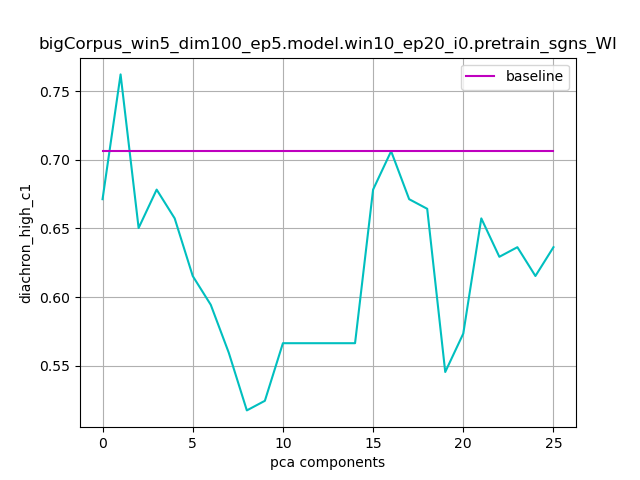 bigCorpus_win5_dim100_ep5.model.win10_ep20_i0.pretrain_sgns_WI
baseline
0.75
0.70
0.65
0.60
0.55
diachron_high_c1
0 5 10 15 20 25
pca components